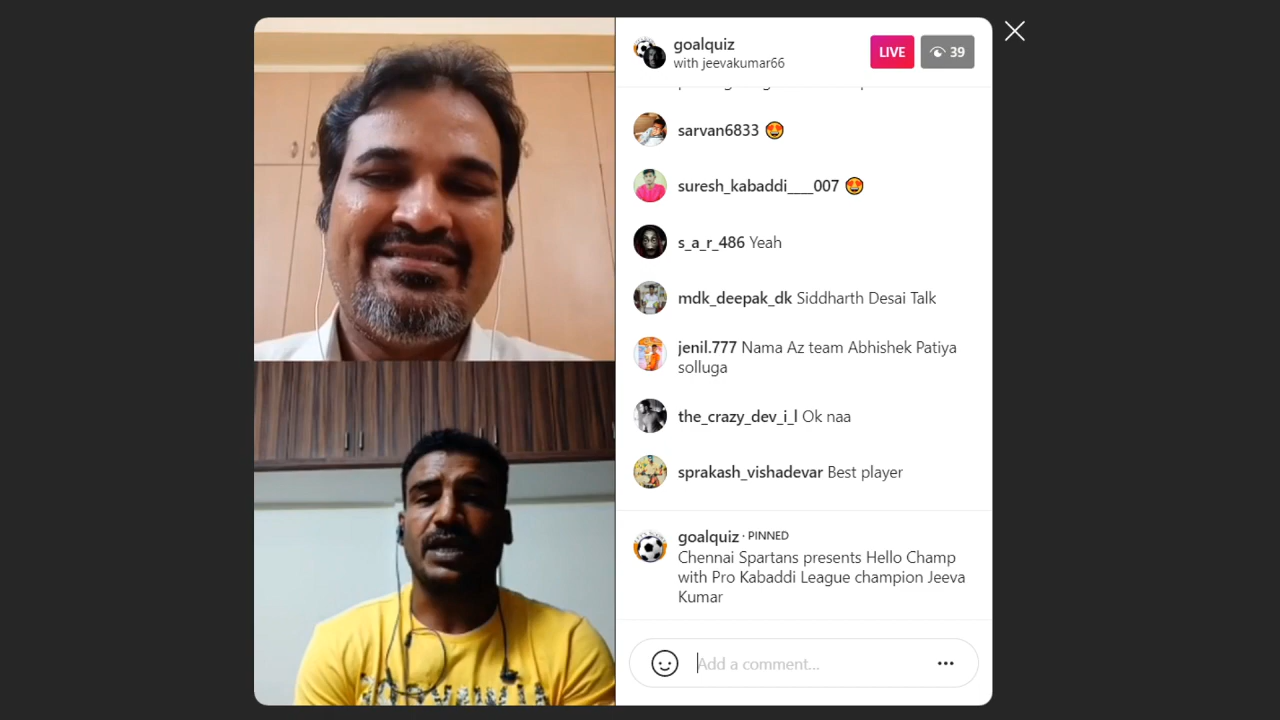 goalquiz
with jeevakumar66
LIVE
39
sarvan6833 😍
suresh_kabaddi___007 😍
s_a_r_486 Yeah
mdk_deepak_dk Siddharth Desai Talk
jenil.777 Nama Az team Abhishek Patiya
solluga
the_crazy_dev_i_l Ok naa
sprakash_vishadevar Best player
goalquiz · PINNED
Chennai Spartans presents Hello Champ
with Pro Kabaddi League champion Jeeva
Kumar
Add a comment...